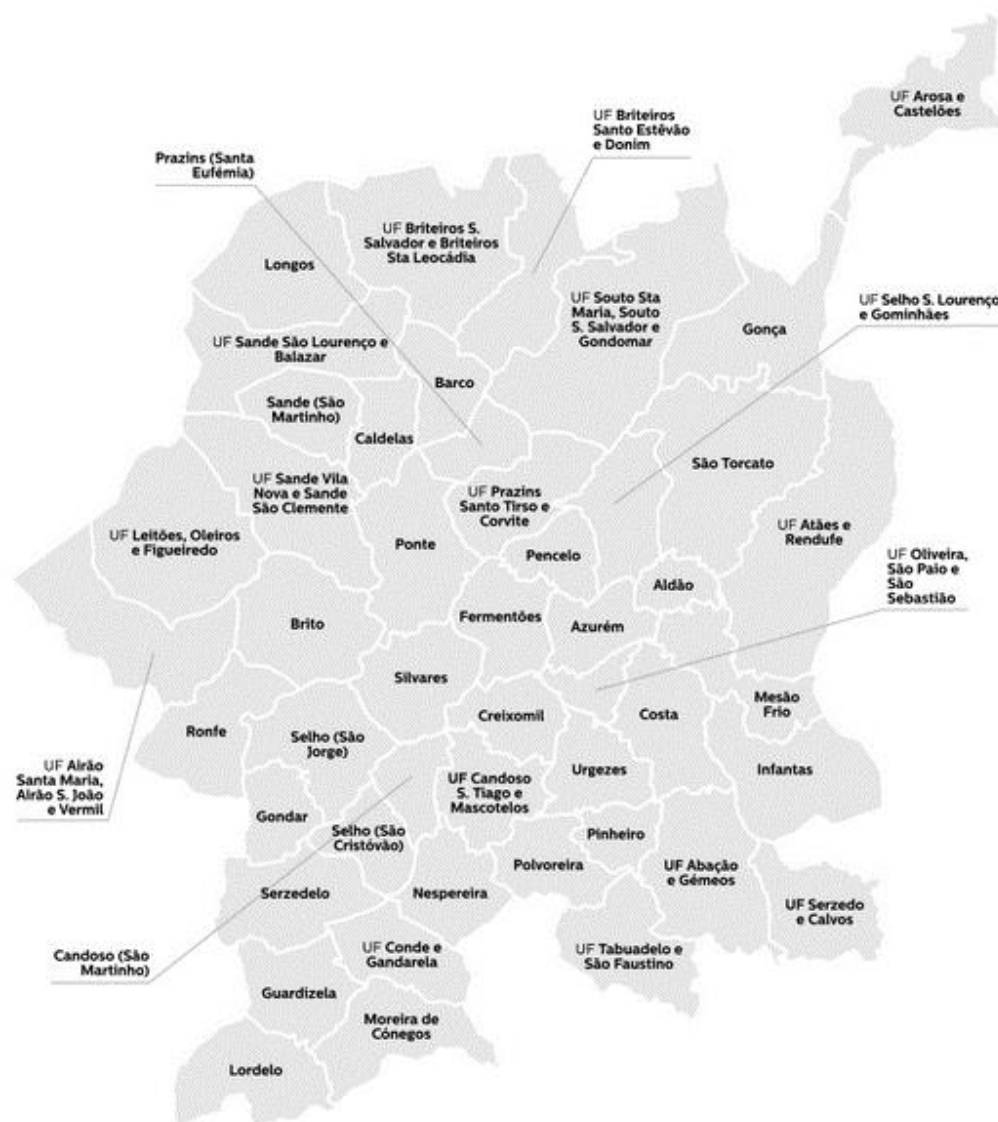 UF Arosa e
Castelões
UF Briteiros
Santo Estêvão
e Donim
Prazins (Santa
Eufémia)
UF Briteiros S.
Salvador e Briteiros
Sta Leocádia
Longos
UF Souto Sta
Maria, Souto
S. Salvador e
Gondomar
UF Selho S. Lourenço
e Gominhães
Gonça
UF Sande São Lourenço e
Balazar
Barco
Sande (São
Martinho)
Caldelas
São Torcato
UF Sande Vila
Nova e Sande
São Clemente
UF Prazins
Santo Tirso e
Corvite
UF Leitões, Oleiros
e Figueiredo
UF Atães e
Rendufe
Ponte
Pencelo
UF Oliveira,
São Paio e
São
Sebastião
Aldão
Brito
Fermentões
Azurém
Silvares
Mesão
Frio
Ronfe
Selho (São
Jorge)
Creixomil
Costa
UF Airão
Santa Maria,
Airão S. João
e Vermil
UF Candoso
S. Tiago e
Mascotelos
Urgezes
Infantas
Gondar
Selho (São
Cristóvão)
Pinheiro
Polvoreira
UF Abação
e Gémeos
Serzedelo
Nespereira
UF Serzedo
e Calvos
Candoso (São
Martinho)
UF Conde e
Gandarela
UF Tabuadelo e
São Faustino
Guardizela
Moreira de
Cónegos
Lordelo